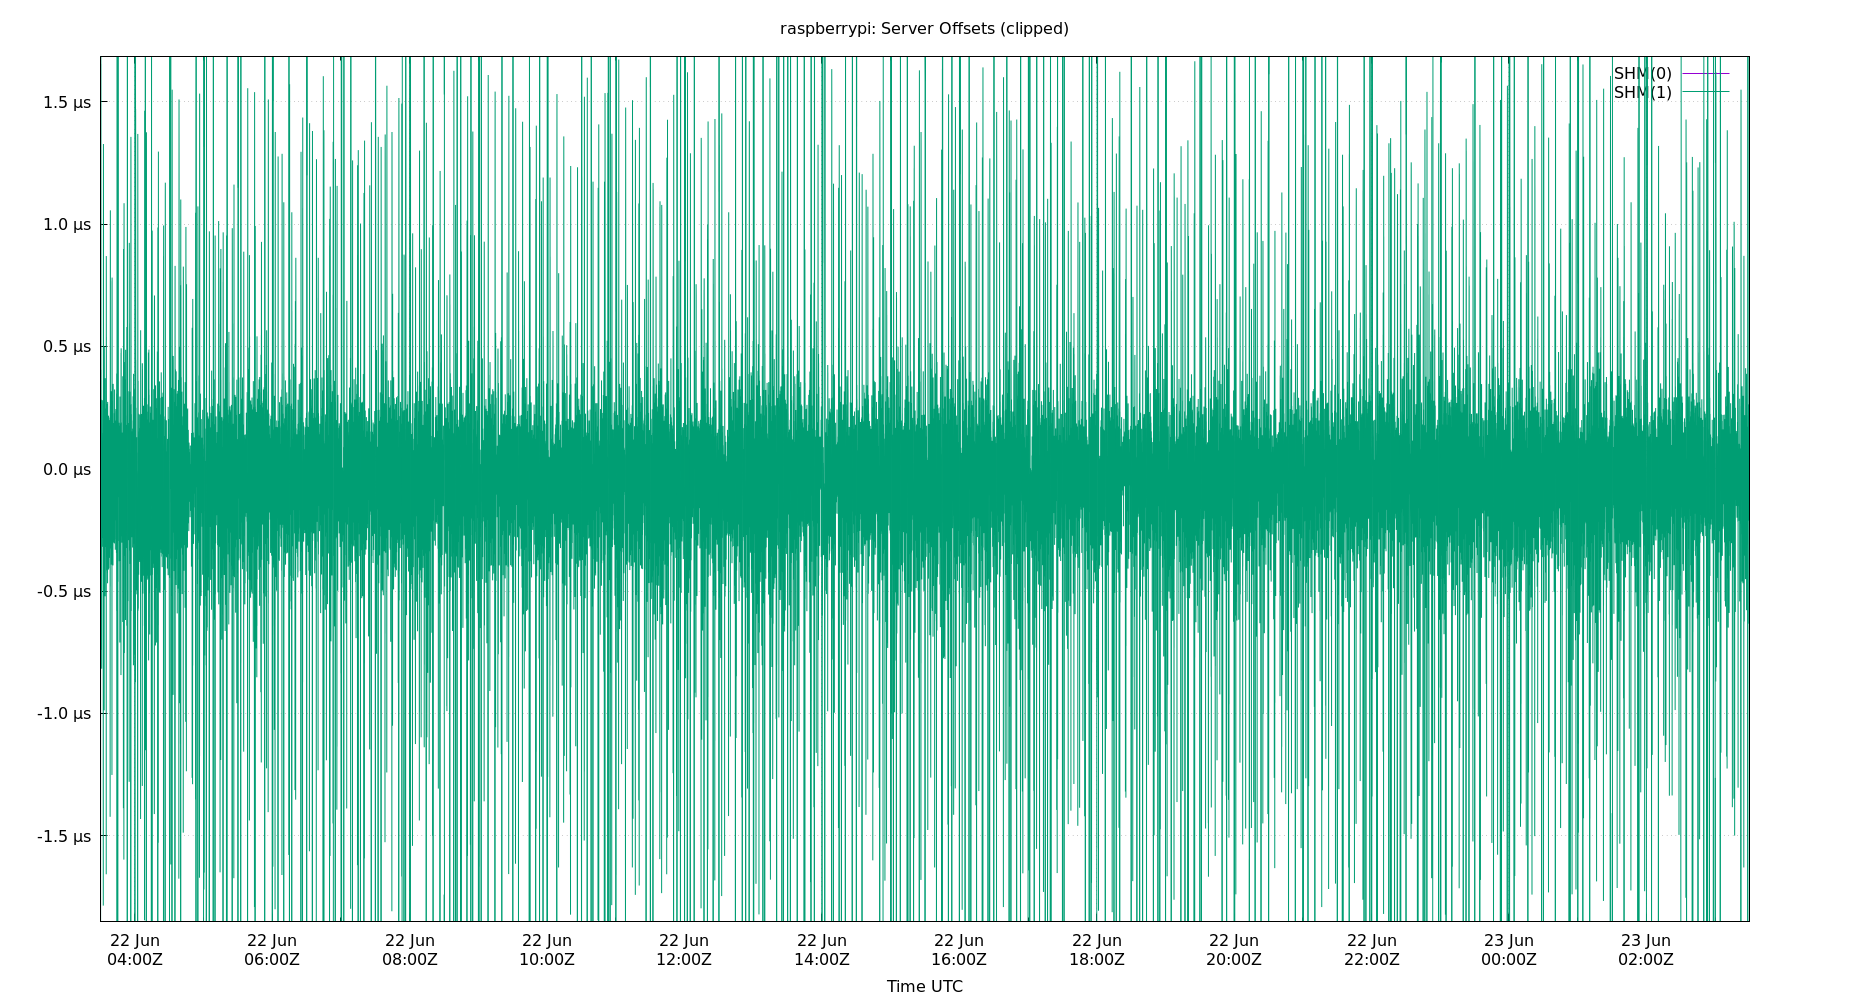 raspberrypi: Server Offsets (clipped)
SHM(0)
SHM(1)
1.5 µs
1.0 µs
0.5 µs
0.0 µs
-0.5 µs
-1.0 µs
-1.5 µs
22 Jun 22 Jun 22 Jun 22 Jun 22 Jun 22 Jun 22 Jun 22 Jun 22 Jun 22 Jun 23 Jun 23 Jun
04:00Z 06:00Z 08:00Z 10:00Z 12:00Z 14:00Z 16:00Z 18:00Z 20:00Z 22:00Z 00:00Z 02:00Z
Time UTC